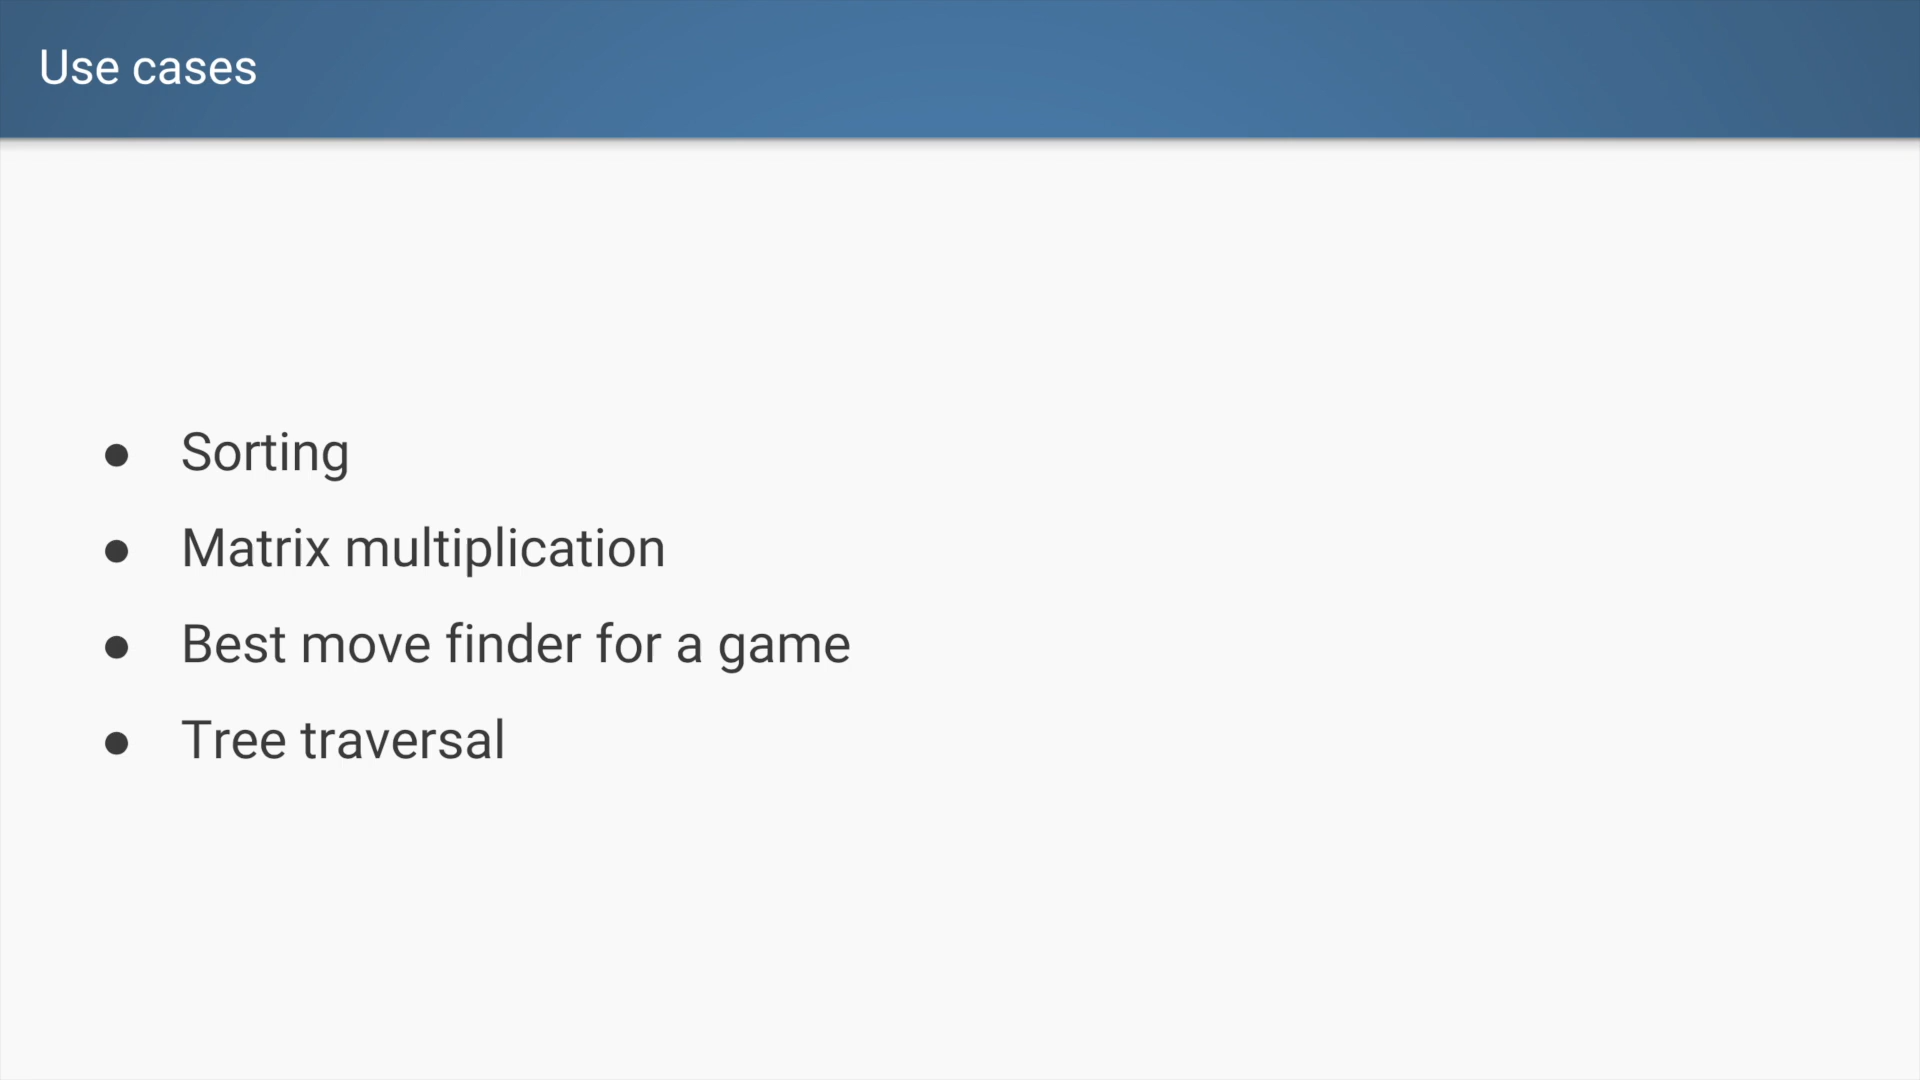 Use cases
● Sorting
● Matrix multiplication
● Best move finder for a game
● Tree traversal